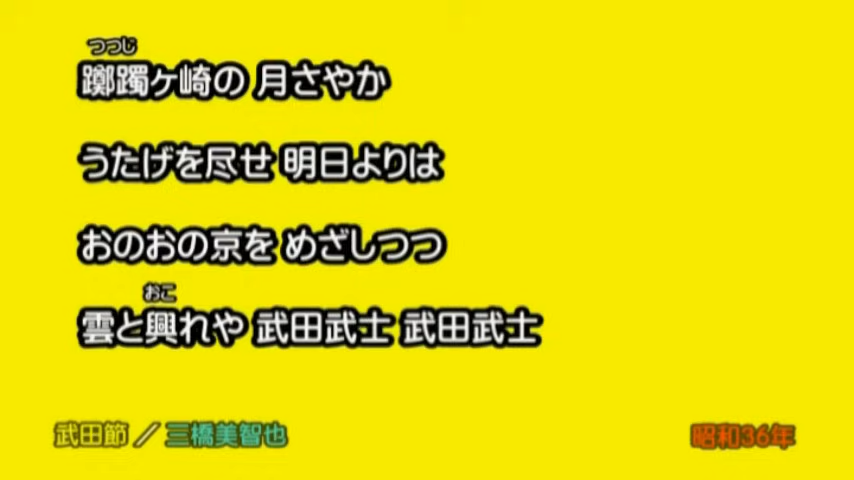 つつじ
躑躅ヶ崎の 月さやか
うたげを尽せ 明日よりは
おのおの京を めざしつつ
おこ
雲と興れや 武田武士 武田武士
武田節／三橋美智也
昭和36年